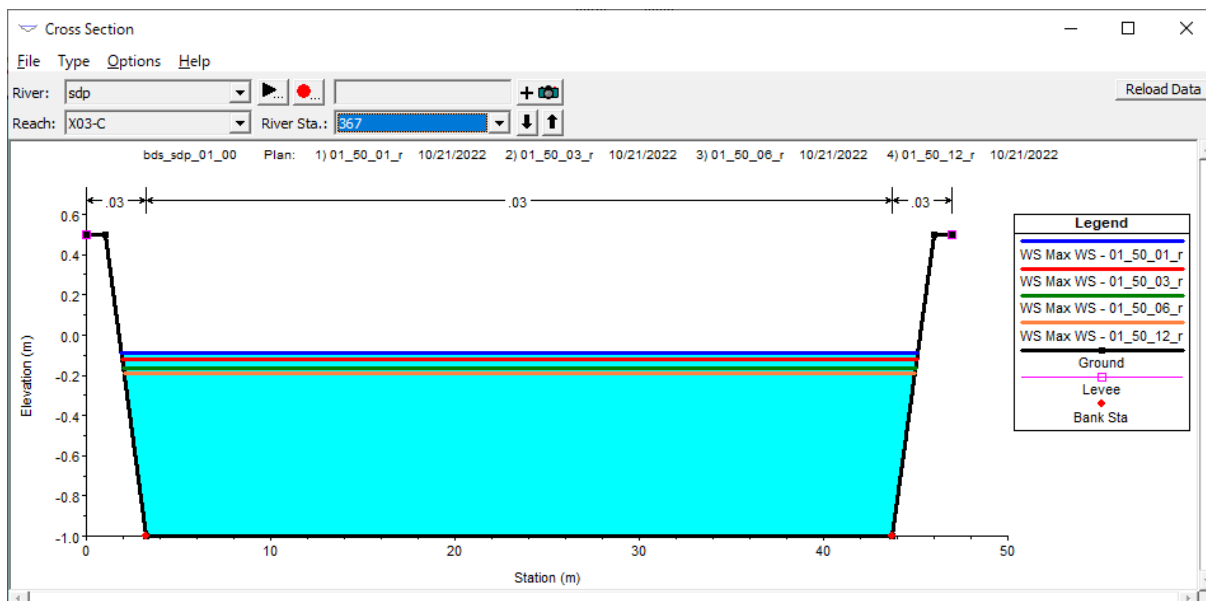 Cross Section
File Type Options Help
River: sdp
Reload Data
Reach: X03-C River Sta.: 367
bds_sdp_01_00 Plan: 1) 01_50_01_r 10/21/2022 2) 01_50_03_r 10/21/2022 3) 01_50_06_r 10/21/2022 4) 01_50_12_r 10/21/2022
.03 .03 .03
0.6
0.4
0.2
0.0
-0.2
-0.4
-0.6
-0.8
-1.0
Elevation (m)
0 10 20 30 40 50
Station (m)
Legend
WS Max WS - 01_50_01_r
WS Max WS - 01_50_03_r
WS Max WS - 01_50_06_r
WS Max WS - 01_50_12_r
Ground
Levee
Bank Sta